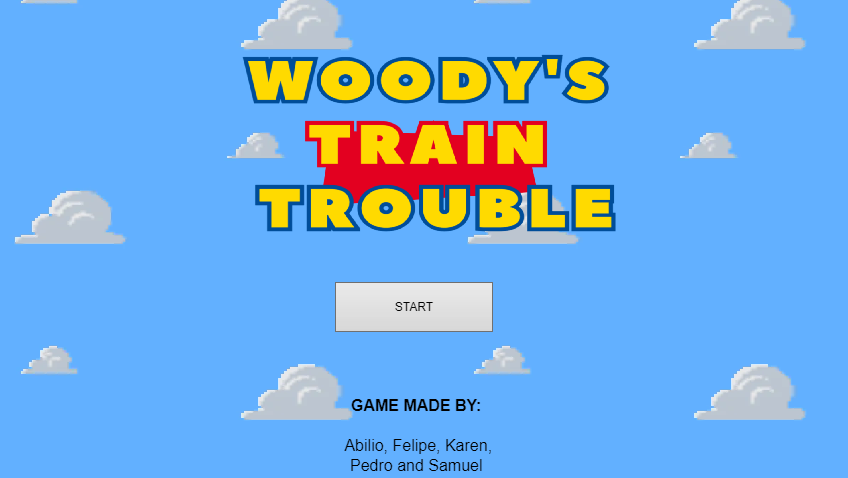 WOODY'S
TRAIN
TROUBLE
START
GAME MADE BY:
Abilio, Felipe, Karen,
Pedro and Samuel